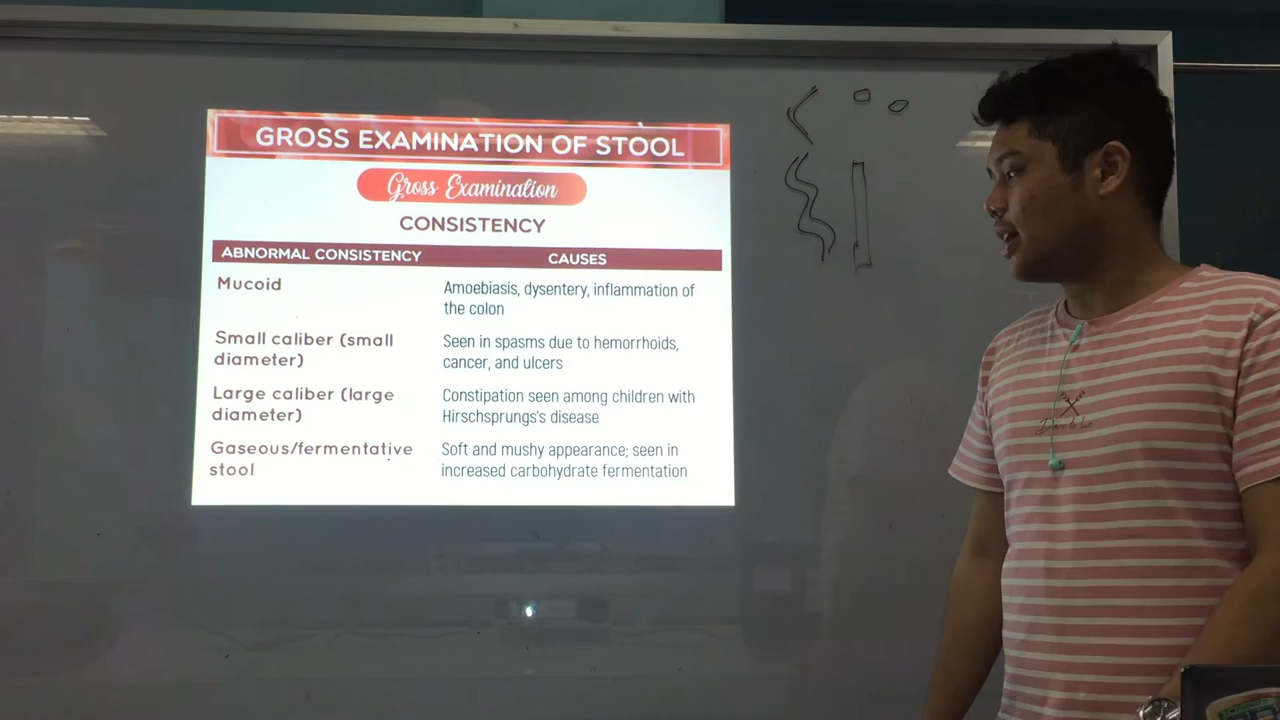 GROSS EXAMINATION OF STOOL
Gross Examination
CONSISTENCY
ABNORMAL CONSISTENCY CAUSES
Mucoid
Amoebiasis, dysentery, inflammation of
the colon
Small caliber (small
diameter)
Seen in spasms due to hemorrhoids,
cancer, and ulcers
Large caliber (large
diameter)
Constipation seen among children with
Hirschsprungs's disease
Gaseous/fermentative
stool
Soft and mushy appearance; seen in
increased carbohydrate fermentation